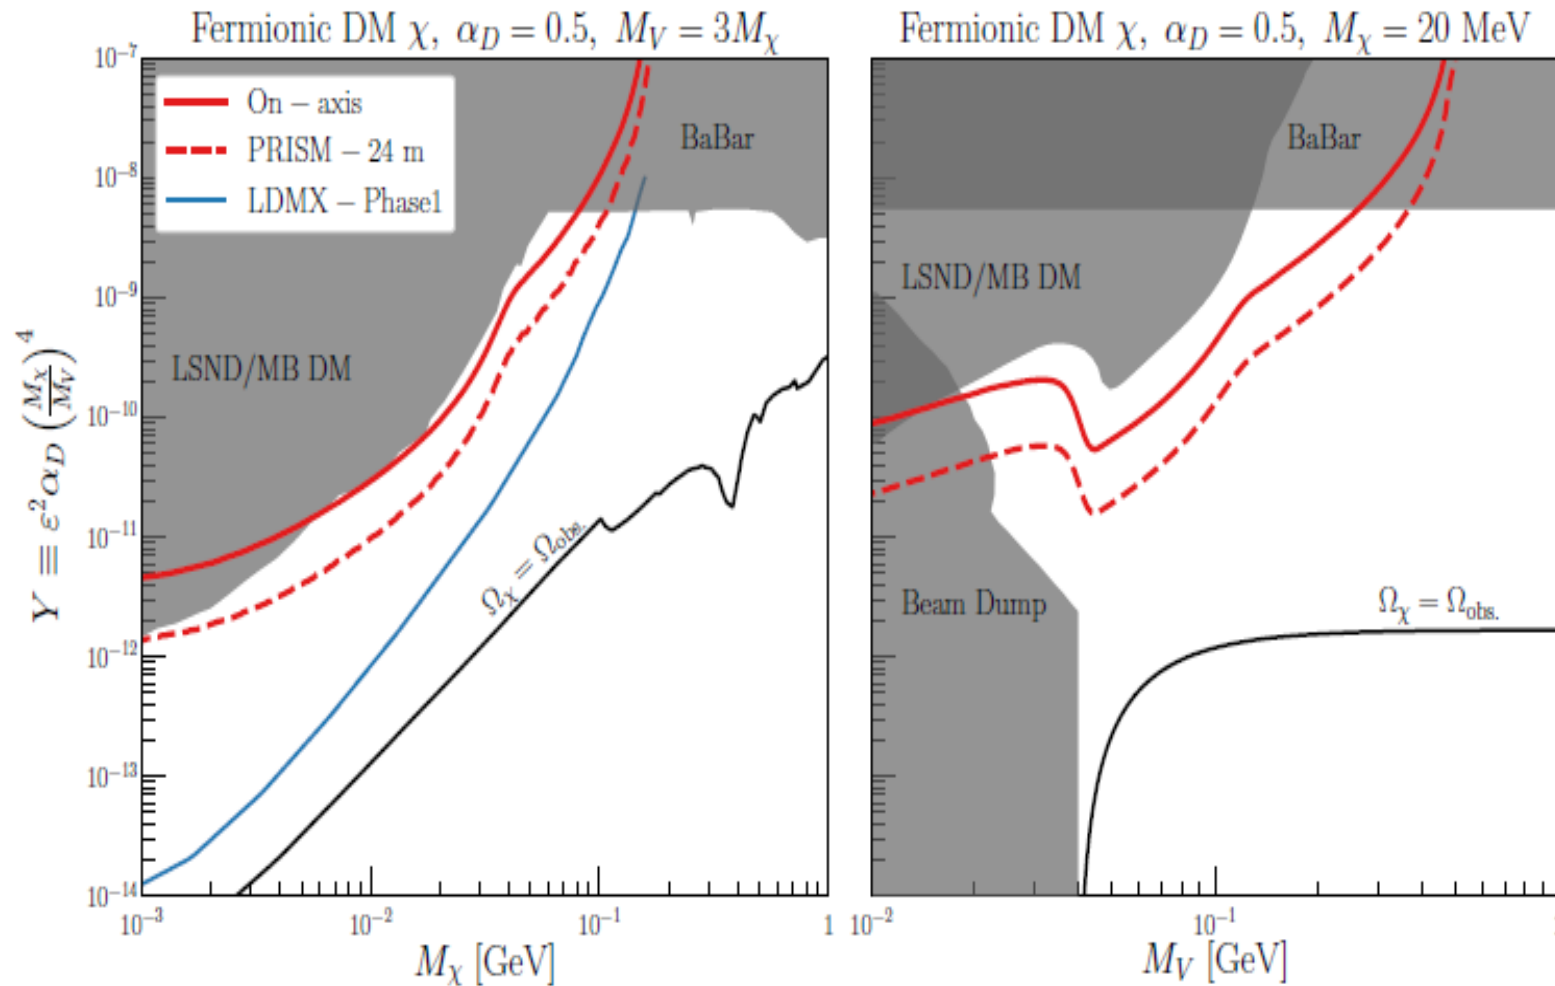 Fermionic DM χ, α_D = 0.5, M_V = 3M_χ
Fermionic DM χ, α_D = 0.5, M_χ = 20 MeV
Y ≡ ε²α_D (M_χ/M_V)⁴
10⁻⁷
10⁻⁸
10⁻⁹
10⁻¹⁰
10⁻¹¹
10⁻¹²
10⁻¹³
10⁻¹⁴
On – axis
PRISM – 24 m
LDMX – Phase1
BaBar
LSND/MB DM
Ω_χ = Ω_obs.
10⁻³
10⁻²
10⁻¹
1
M_χ [GeV]
BaBar
LSND/MB DM
Beam Dump
Ω_χ = Ω_obs.
10⁻²
10⁻¹
M_V [GeV]